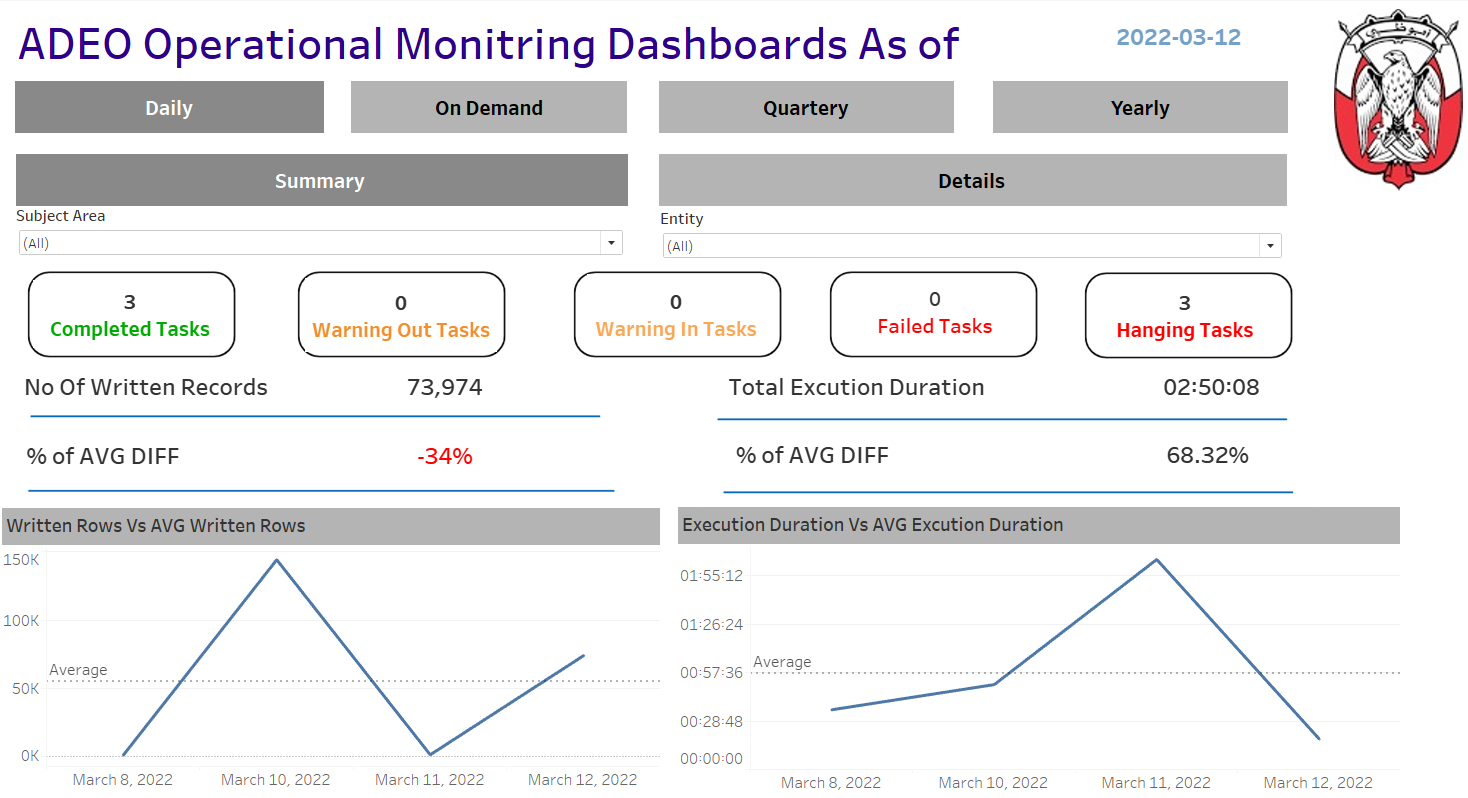 ADEO Operational Monitring Dashboards As of
2022-03-12
Daily
On Demand
Quartery
Yearly
Summary
Details
Subject Area
(All)
Entity
(All)
3
Completed Tasks
0
Warning Out Tasks
0
Warning In Tasks
0
Failed Tasks
3
Hanging Tasks
No Of Written Records
73,974
Total Excution Duration
02:50:08
% of AVG DIFF
-34%
% of AVG DIFF
68.32%
Written Rows Vs AVG Written Rows
150K
100K
Average
50K
0K
March 8, 2022
March 10, 2022
March 11, 2022
March 12, 2022
Execution Duration Vs AVG Excution Duration
01:55:12
01:26:24
Average
00:57:36
00:28:48
00:00:00
March 8, 2022
March 10, 2022
March 11, 2022
March 12, 2022